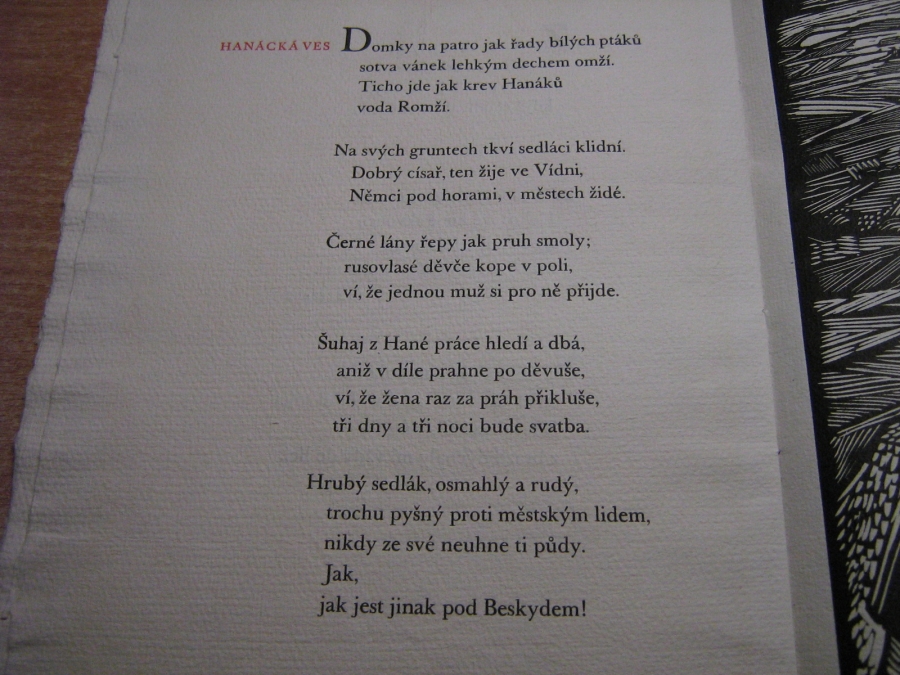 HANÁCKÁ VES Domky na patro jak řady bílých ptáků
sotva vánek lehkým dechem omží.
Ticho jde jak krev Hanáků
voda Romží.
Na svých gruntech tkví sedláci klidní.
Dobrý císař, ten žije ve Vídni,
Němci pod horami, v městech židé.
Černé lány řepy jak pruh smoly;
rusovlasé děvče kope v poli,
ví, že jednou muž si pro ně přijde.
Šuhaj z Hané práce hledí a dbá,
aniž v díle prahne po děvuše,
ví, že žena raz za práh přikluše,
tři dny a tři noci bude svatba.
Hrubý sedlák, osmahlý a rudý,
trochu pyšný proti městským lidem,
nikdy ze své neuhne ti půdy.
Jak,
jak jest jinak pod Beskydem!